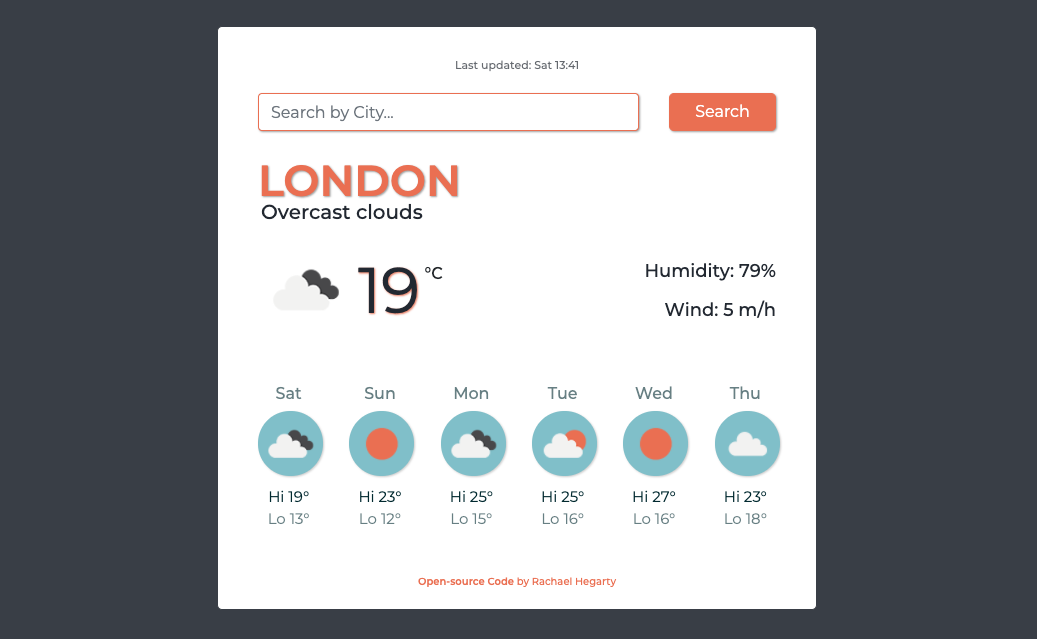 Last updated: Sat 13:41
Search by City...
Search
LONDON
Overcast clouds
19 °C
Humidity: 79%
Wind: 5 m/h
Sat Sun Mon Tue Wed Thu
Hi 19° Hi 23° Hi 25° Hi 25° Hi 27° Hi 23°
Lo 13° Lo 12° Lo 15° Lo 16° Lo 16° Lo 18°
Open-source Code by Rachael Hegarty